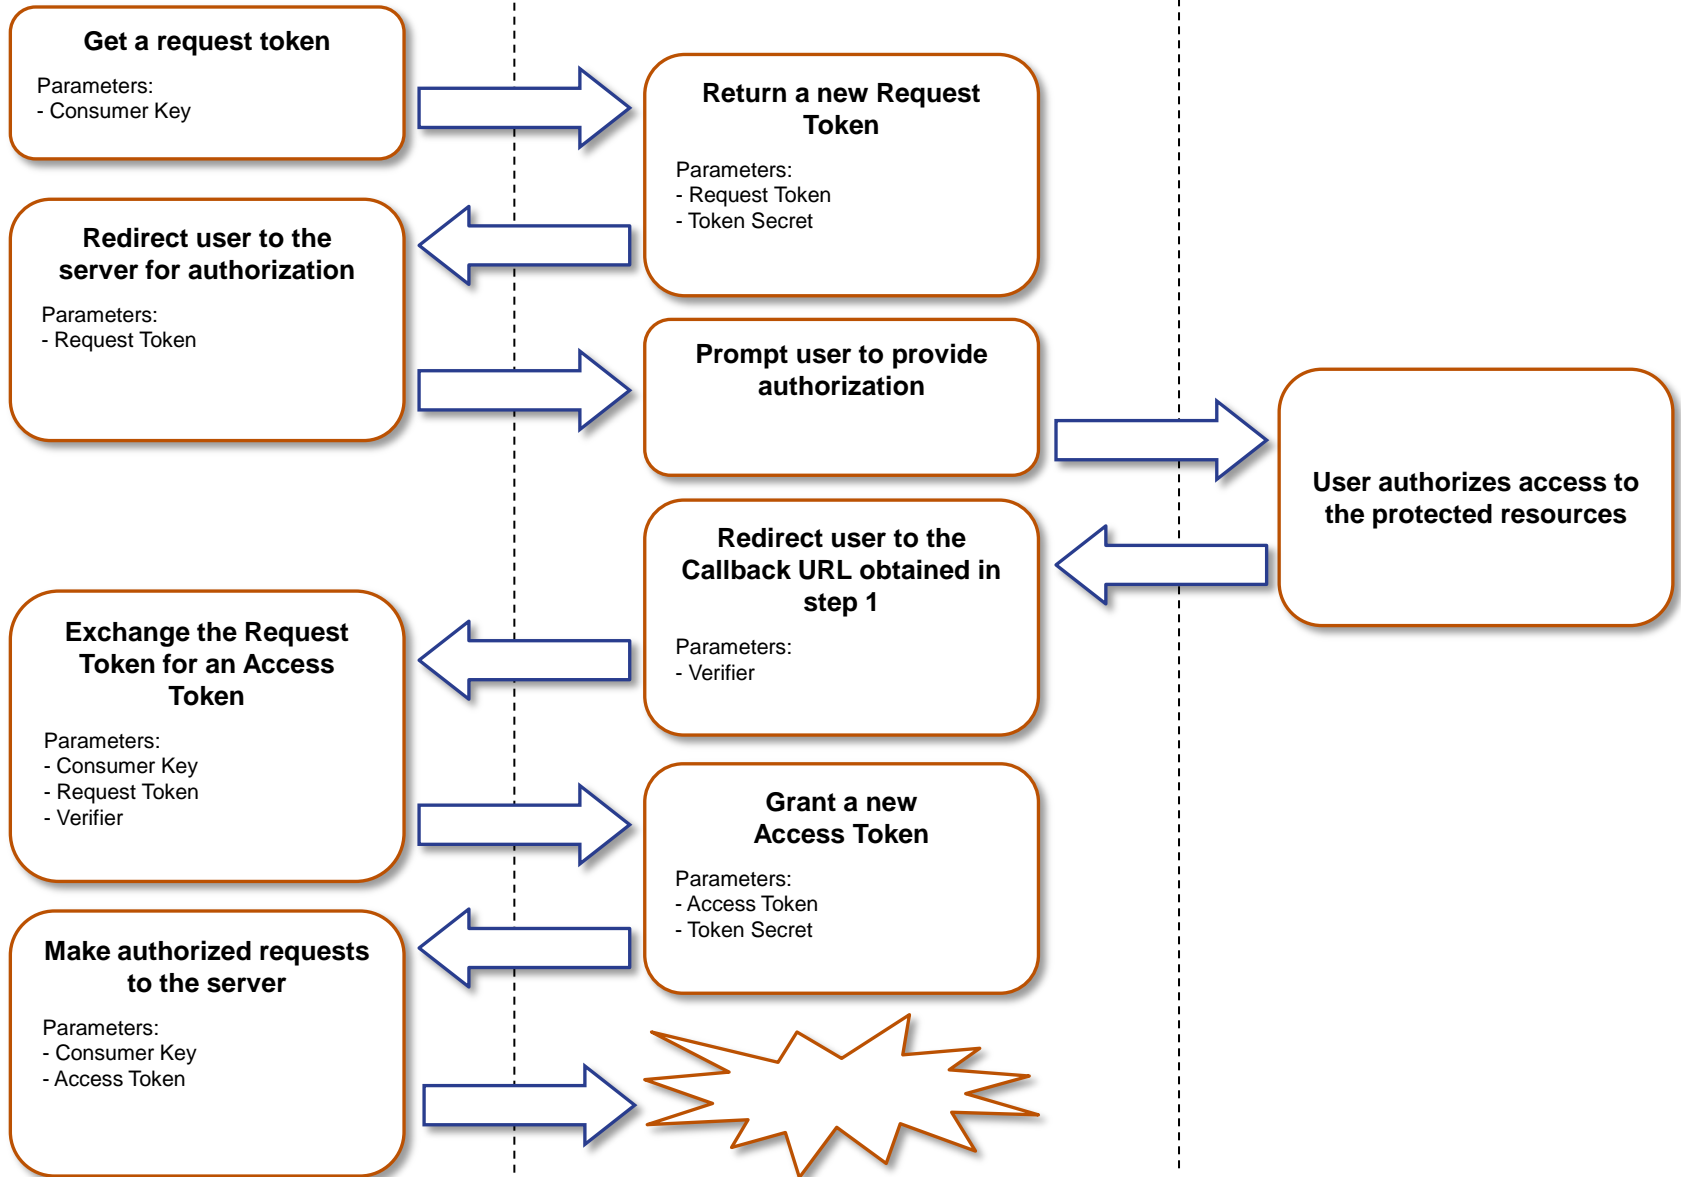 Get a request token
Parameters:
- Consumer Key
Return a new Request
Token
Parameters:
- Request Token
- Token Secret
Redirect user to the
server for authorization
Parameters:
- Request Token
Prompt user to provide
authorization
User authorizes access to
the protected resources
Redirect user to the
Callback URL obtained in
step 1
Parameters:
- Verifier
Exchange the Request
Token for an Access
Token
Parameters:
- Consumer Key
- Request Token
- Verifier
Grant a new
Access Token
Parameters:
- Access Token
- Token Secret
Make authorized requests
to the server
Parameters:
- Consumer Key
- Access Token